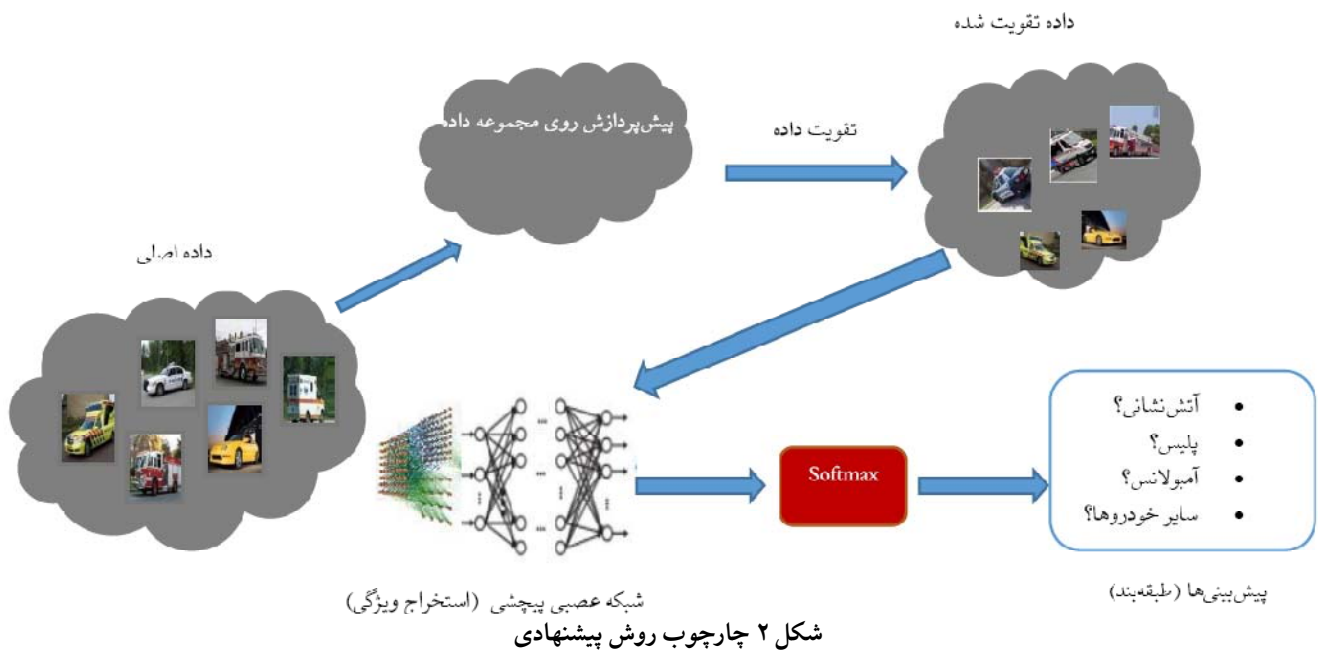 داده تقویت شده
پیش‌پردازش روی مجموعه داده
تقویت داده
داده اصلی
Softmax
• آتش‌نشانی؟
• پلیس؟
• آمبولانس؟
• سایر خودروها؟
شبکه عصبی پیچشی (استخراج ویژگی)
پیش‌بینی‌ها (طبقه‌بند)
شکل ۲ چارچوب روش پیشنهادی